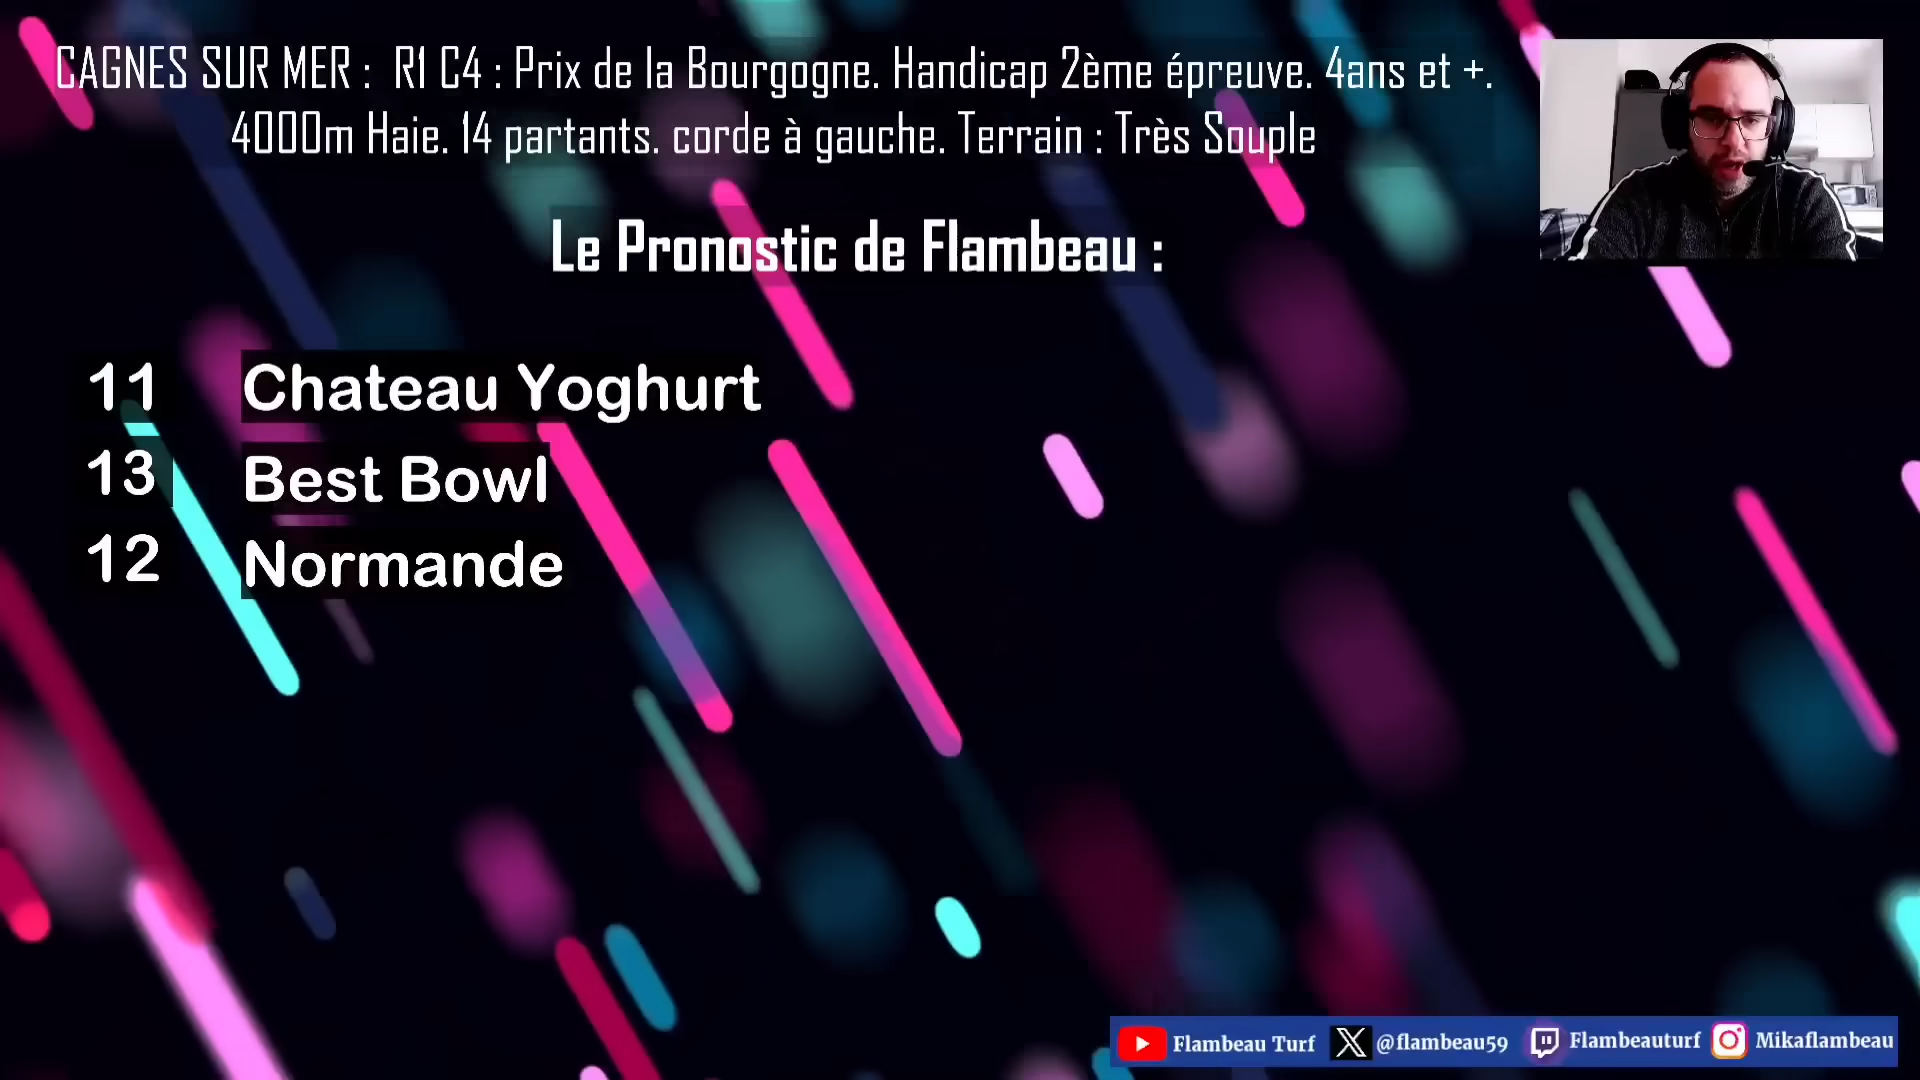 CAGNES SUR MER : R1 C4 : Prix de la Bourgogne. Handicap 2ème épreuve. 4ans et +.
4000m Haie. 14 partants. corde à gauche. Terrain : Très Souple
Le Pronostic de Flambeau :
11 Chateau Yoghurt
13 Best Bowl
12 Normande
Flambeau Turf @flambeau59 Flambeauturf Mikaflambeau